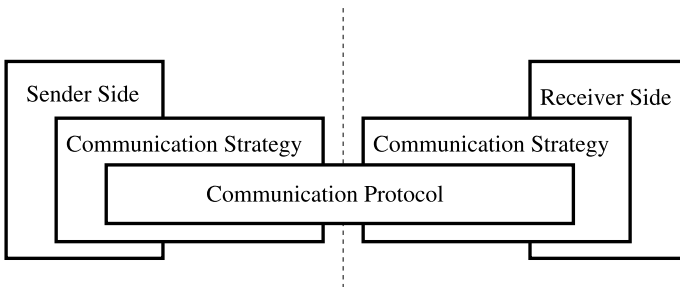 Sender Side
Receiver Side
Communication Strategy
Communication Strategy
Communication Protocol